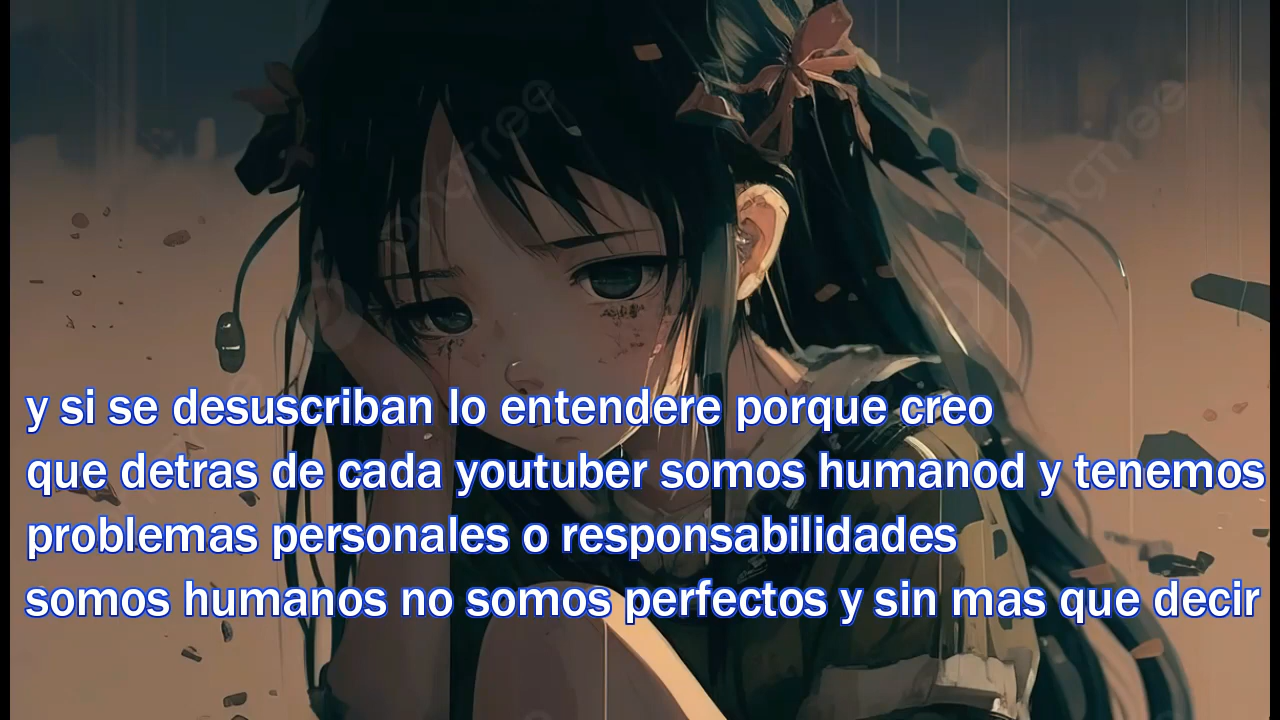 y si se desuscriban lo entendere porque creo
que detras de cada youtuber somos humanod y tenemos
problemas personales o responsabilidades
somos humanos no somos perfectos y sin mas que decir